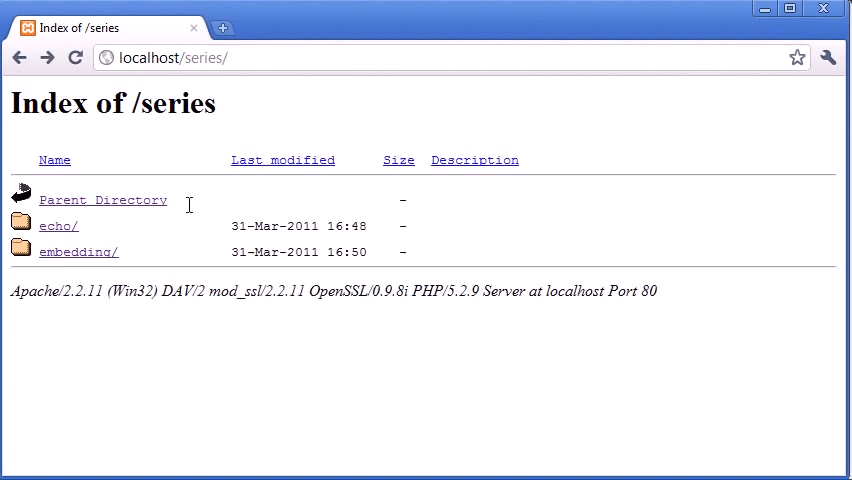 Index of /series
localhost/series/
Index of /series
Name Last modified Size Description
Parent Directory -
echo/ 31-Mar-2011 16:48 -
embedding/ 31-Mar-2011 16:50 -
Apache/2.2.11 (Win32) DAV/2 mod_ssl/2.2.11 OpenSSL/0.9.8i PHP/5.2.9 Server at localhost Port 80